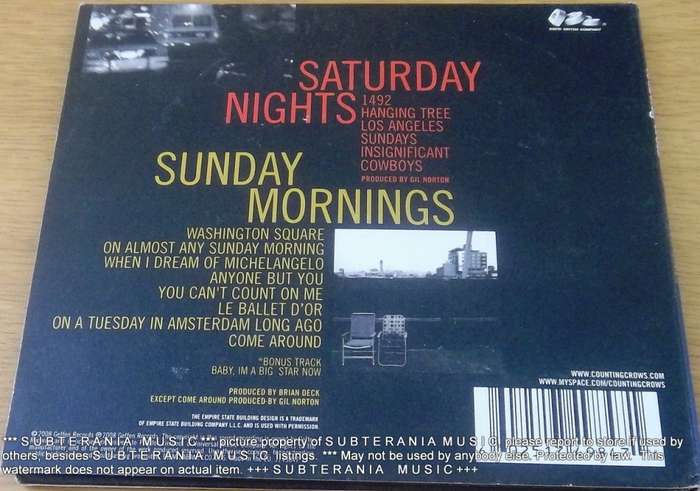 SATURDAY
NIGHTS
1492
HANGING TREE
LOS ANGELES
SUNDAYS
INSIGNIFICANT
COWBOYS
PRODUCED BY GIL NORTON
SUNDAY
MORNINGS
WASHINGTON SQUARE
ON ALMOST ANY SUNDAY MORNING
WHEN I DREAM OF MICHELANGELO
ANYONE BUT YOU
YOU CAN'T COUNT ON ME
LE BALLET D'OR
ON A TUESDAY IN AMSTERDAM LONG AGO
COME AROUND
*BONUS TRACK
BABY, IM A BIG STAR NOW
PRODUCED BY BRIAN DECK
EXCEPT COME AROUND PRODUCED BY GIL NORTON
THE EMPIRE STATE BUILDING DESIGN IS A TRADEMARK
OF EMPIRE STATE BUILDING COMPANY L.L.C. AND IS USED WITH PERMISSION.
WWW.COUNTINGCROWS.COM
WWW.MYSPACE.COM/COUNTINGCROWS
℗ 2008 Geffen Records © 2008 Geffen
*** SUBTERANIA MUSIC *** picture property of SUBTERANIA MUSIC, please report to store if used by
others, besides SUBTERANIA MUSIC listings. *** May not be used by anybody else. Protected by law. This
watermark does not appear on actual item. +++ SUBTERANIA MUSIC+++